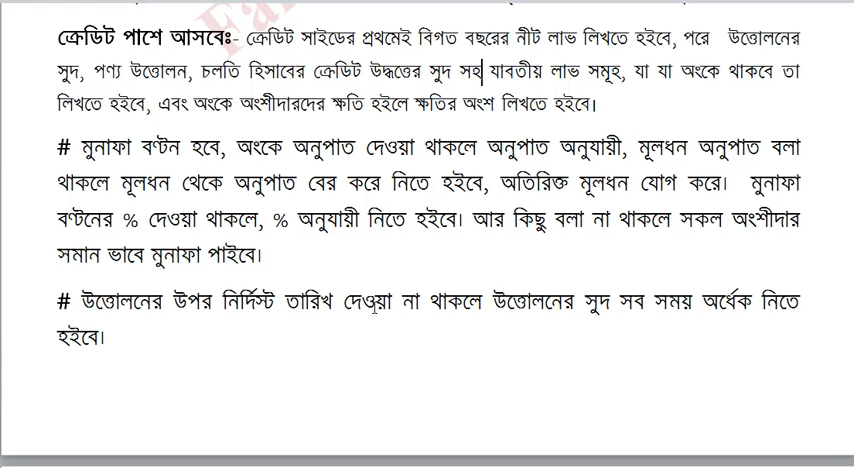 ক্রেডিট পাশে আসবেঃ- ক্রেডিট সাইডের প্রথমেই বিগত বছরের নীট লাভ লিখতে হইবে, পরে উত্তোলনের
সুদ, পণ্য উত্তোলন, চলতি হিসাবের ক্রেডিট উদ্ধত্তের সুদ সহ যাবতীয় লাভ সমূহ, যা যা অংকে থাকবে তা
লিখতে হইবে, এবং অংকে অংশীদারদের ক্ষতি হইলে ক্ষতির অংশ লিখতে হইবে।
# মুনাফা বণ্টন হবে, অংকে অনুপাত দেওয়া থাকলে অনুপাত অনুযায়ী, মূলধন অনুপাত বলা
থাকলে মূলধন থেকে অনুপাত বের করে নিতে হইবে, অতিরিক্ত মূলধন যোগ করে। মুনাফা
বণ্টনের % দেওয়া থাকলে, % অনুযায়ী নিতে হইবে। আর কিছু বলা না থাকলে সকল অংশীদার
সমান ভাবে মুনাফা পাইবে।
# উত্তোলনের উপর নির্দিস্ট তারিখ দেওয়া না থাকলে উত্তোলনের সুদ সব সময় অর্ধেক নিতে
হইবে।